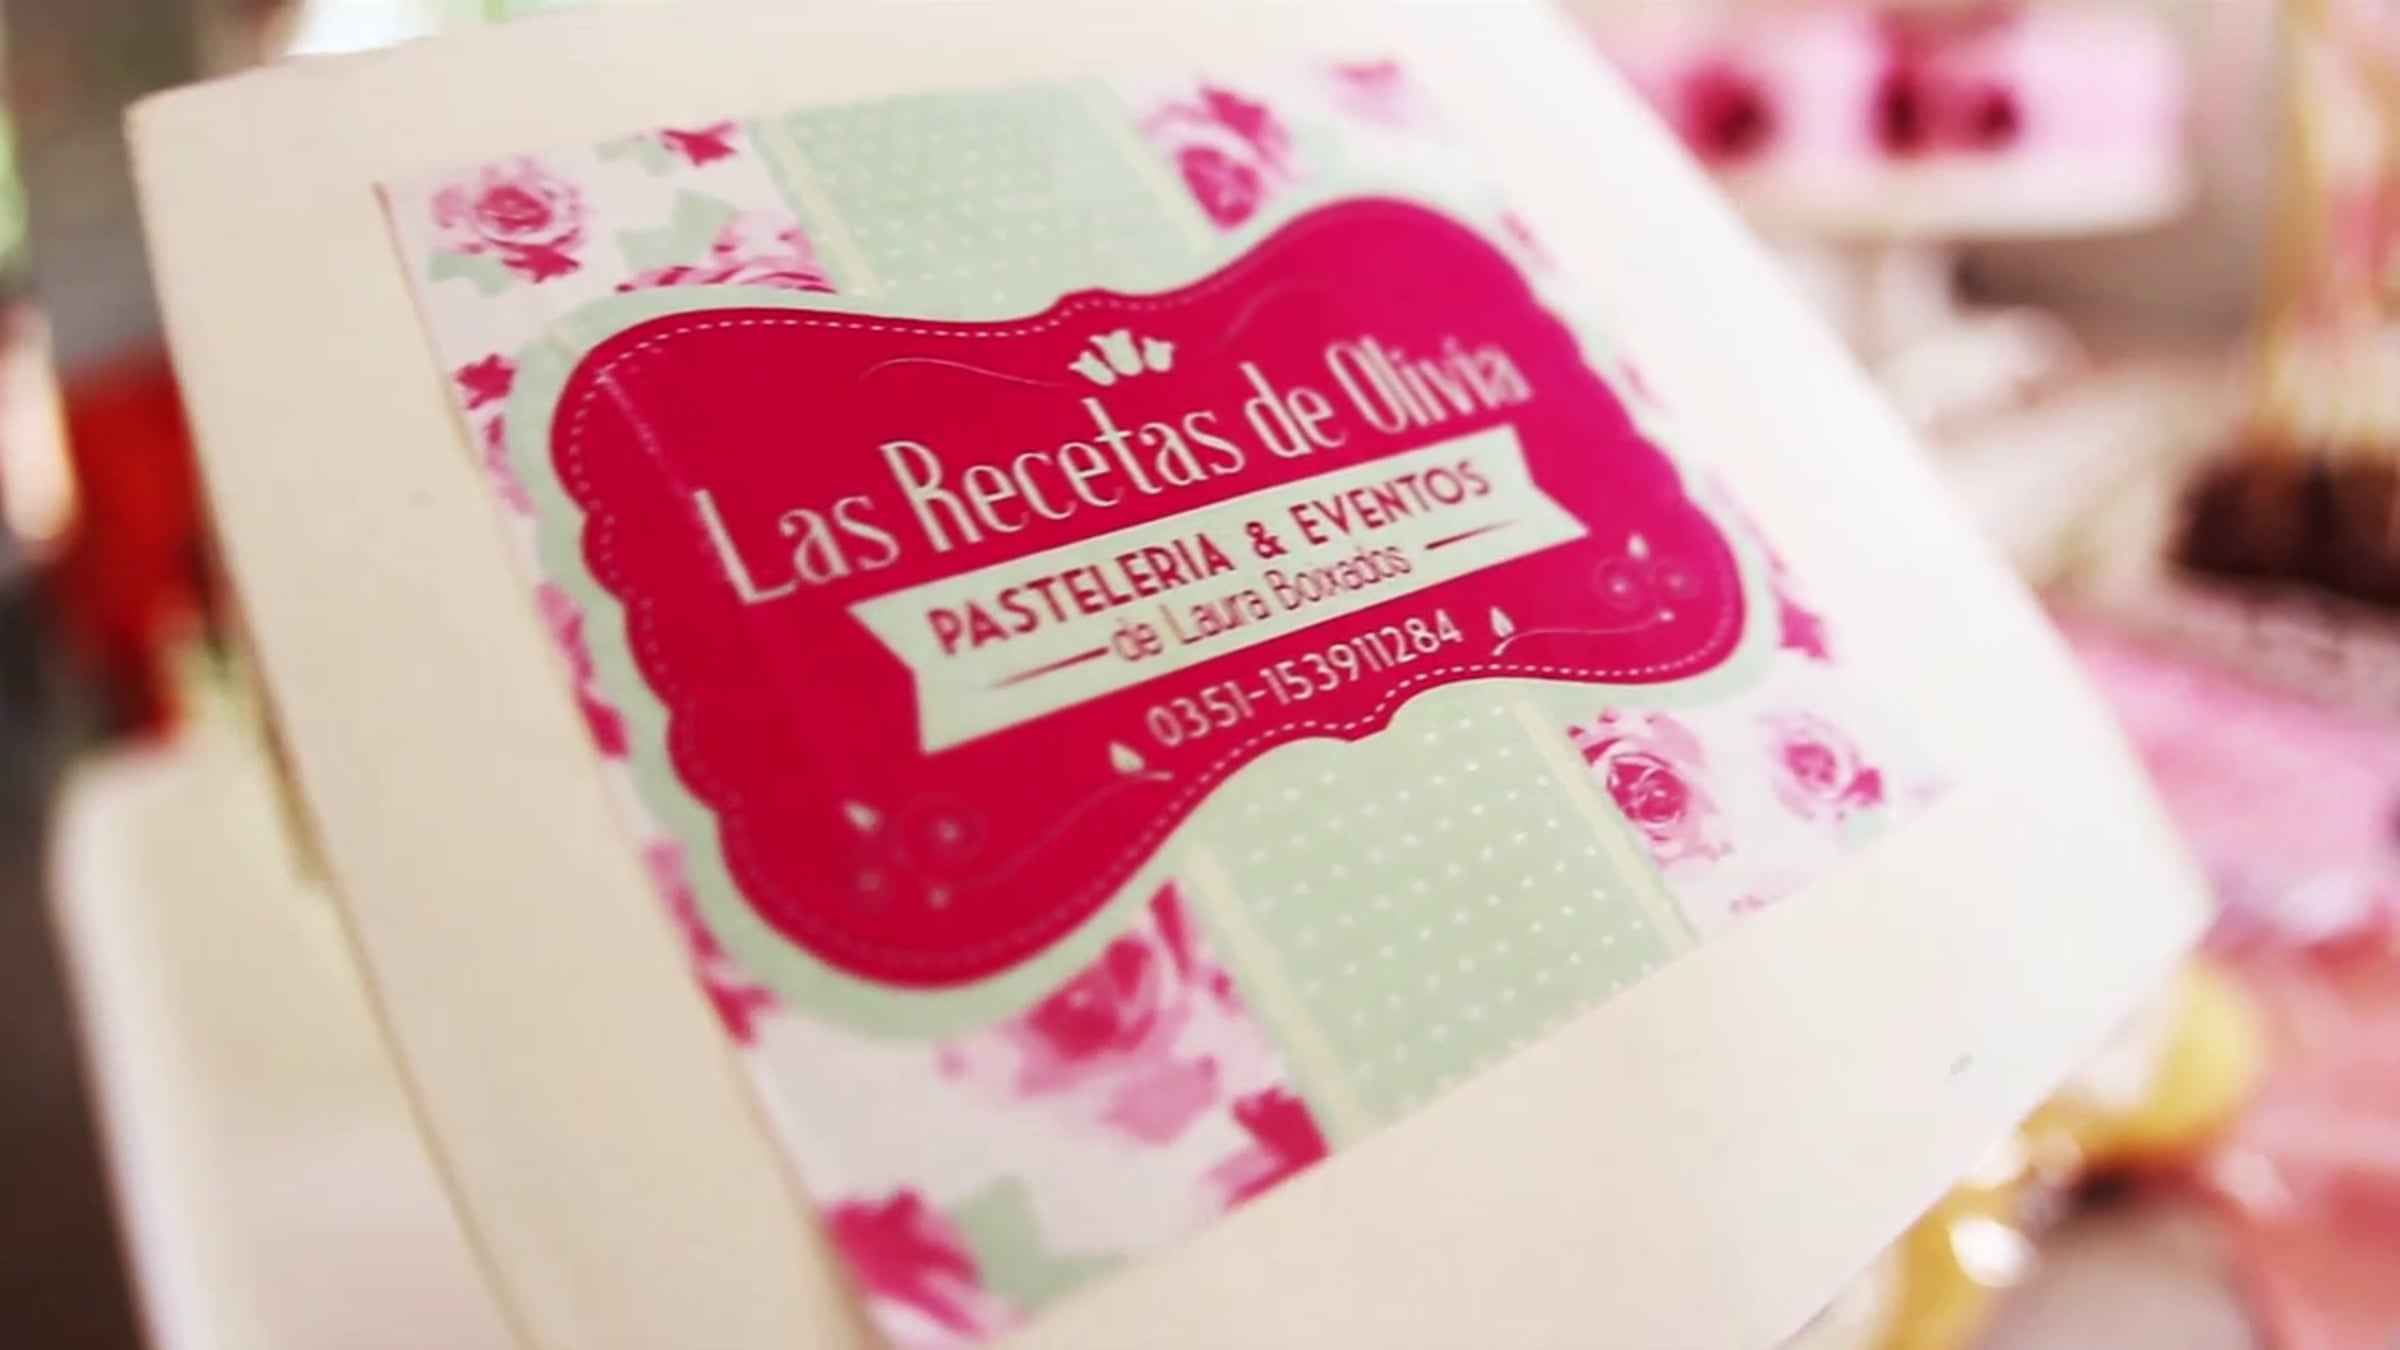 Las Recetas de Olivia
PASTELERIA & EVENTOS
de Laura Boixados
0351-153911284